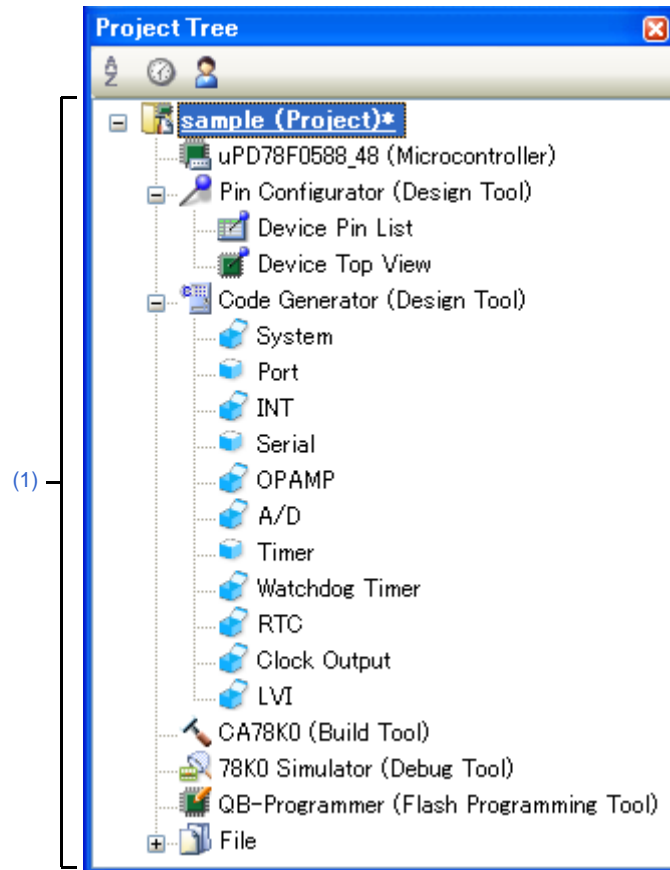 Project Tree
sample (Project)*
uPD78F0588_48 (Microcontroller)
Pin Configurator (Design Tool)
Device Pin List
Device Top View
Code Generator (Design Tool)
System
Port
INT
Serial
(1)
OPAMP
A/D
Timer
Watchdog Timer
RTC
Clock Output
LVI
CA78K0 (Build Tool)
78K0 Simulator (Debug Tool)
QB-Programmer (Flash Programming Tool)
File